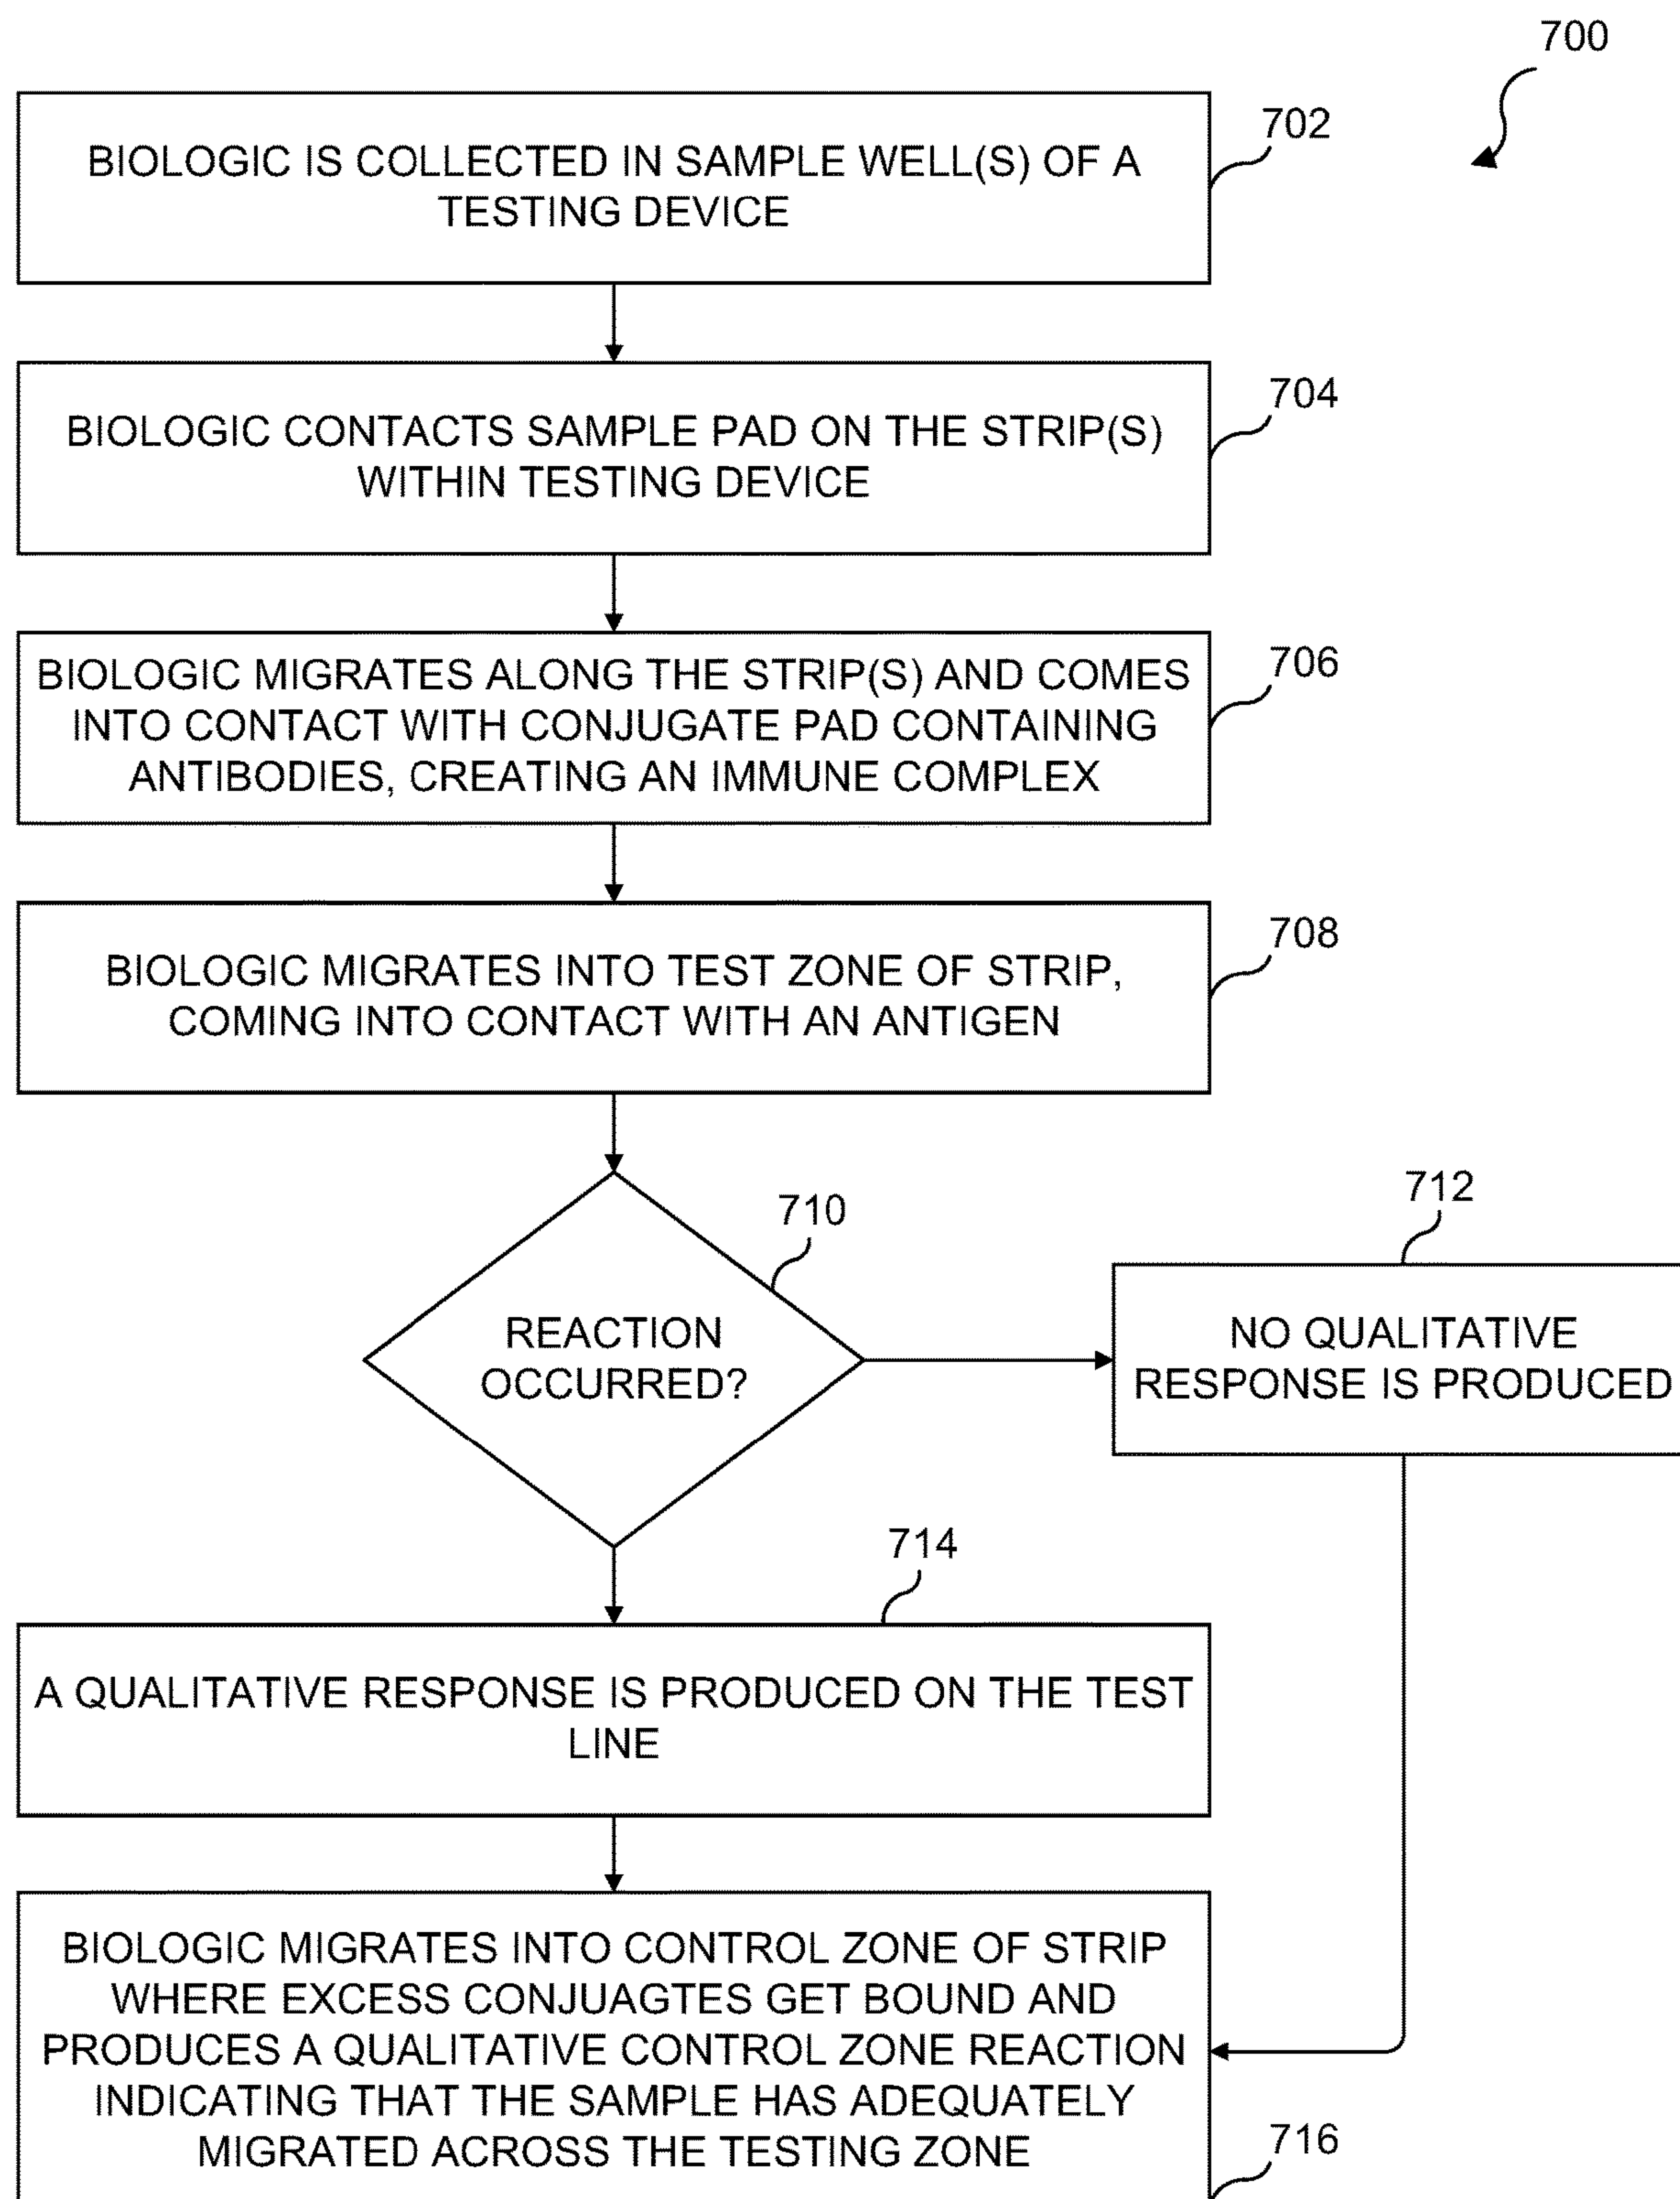 700
BIOLOGIC IS COLLECTED IN SAMPLE WELL(S) OF A
TESTING DEVICE
702
BIOLOGIC CONTACTS SAMPLE PAD ON THE STRIP(S)
WITHIN TESTING DEVICE
704
BIOLOGIC MIGRATES ALONG THE STRIP(S) AND COMES
INTO CONTACT WITH CONJUGATE PAD CONTAINING
ANTIBODIES, CREATING AN IMMUNE COMPLEX
706
BIOLOGIC MIGRATES INTO TEST ZONE OF STRIP,
COMING INTO CONTACT WITH AN ANTIGEN
708
REACTION
OCCURRED?
710
712
NO QUALITATIVE
RESPONSE IS PRODUCED
714
A QUALITATIVE RESPONSE IS PRODUCED ON THE TEST
LINE
BIOLOGIC MIGRATES INTO CONTROL ZONE OF STRIP
WHERE EXCESS CONJUAGTES GET BOUND AND
PRODUCES A QUALITATIVE CONTROL ZONE REACTION
INDICATING THAT THE SAMPLE HAS ADEQUATELY
MIGRATED ACROSS THE TESTING ZONE
716